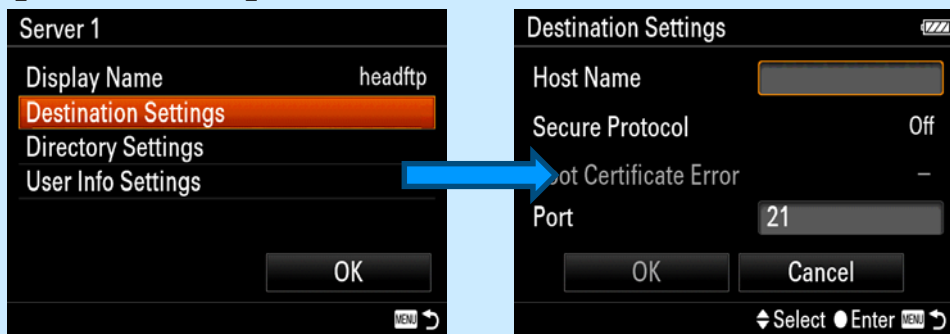 Server 1
Display Name headftp
Destination Settings
Directory Settings
User Info Settings
OK
MENU
Destination Settings
Host Name
Secure Protocol Off
oot Certificate Error –
Port 21
OK Cancel
Select Enter MENU